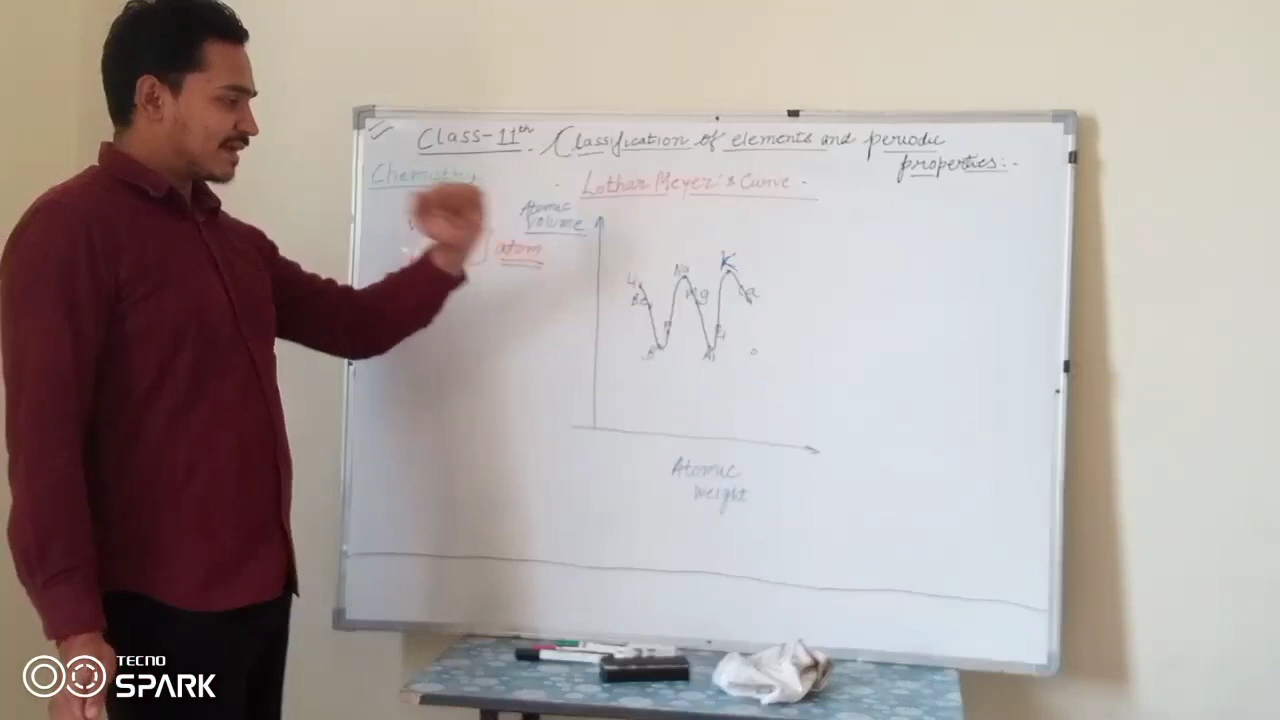 Class-11th Classification of elements and periodic
properties:-
Chemistry
Lothar Meyer's Curve
Atomic
Volume
atom
K
Na
Li
Be
Mg
Ca
B
Al
Atomic
Weight
TECNO
SPARK